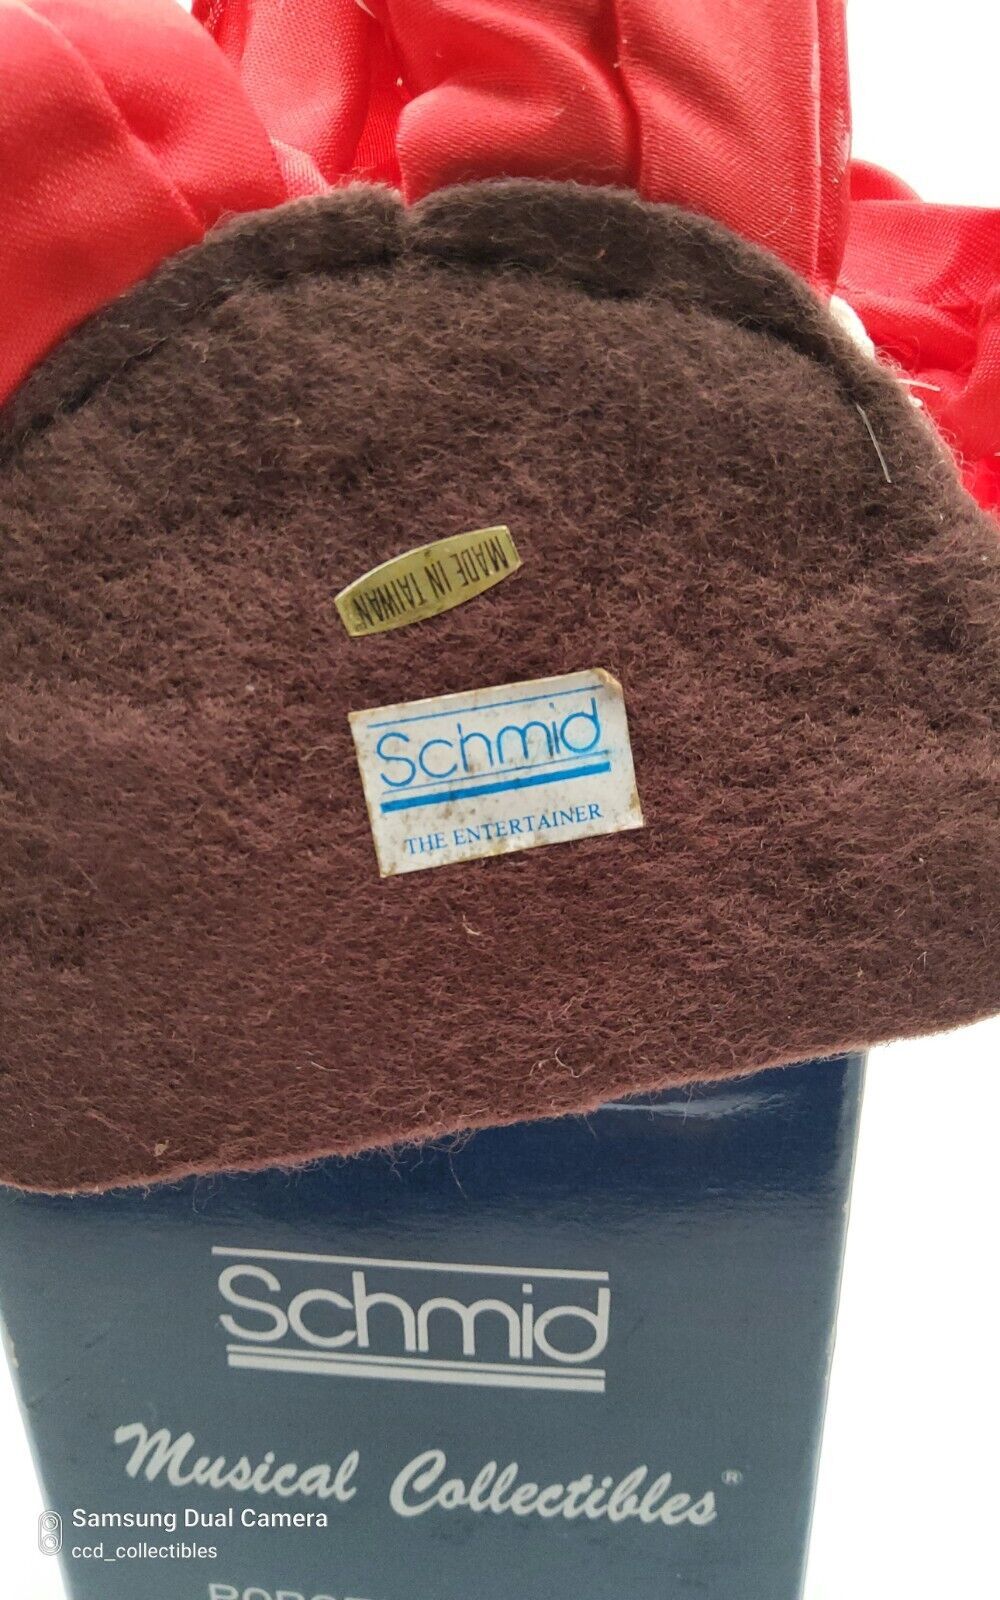 MADE IN TAIWAN
Schmid
THE ENTERTAINER
Schmid
Musical Collectibles®
Samsung Dual Camera
ccd_collectibles